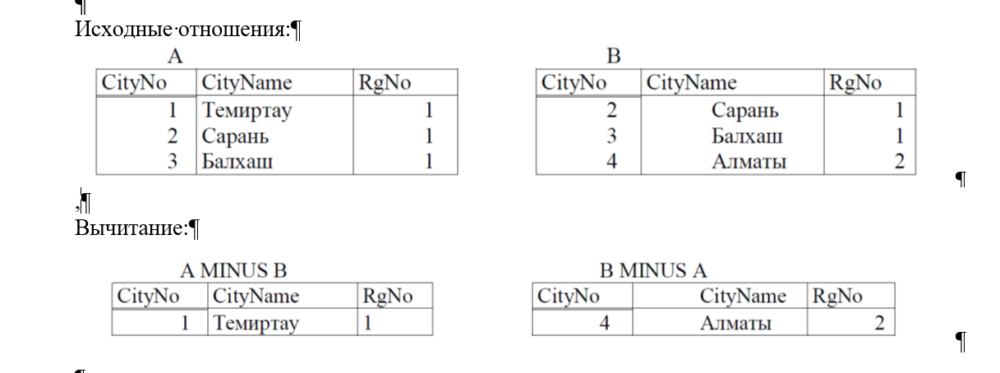 ¶
Исходные·отношения:¶
A B
CityNo CityName RgNo CityNo CityName RgNo
1 Темиртау 1 2 Сарань 1
2 Сарань 1 3 Балхаш 1
3 Балхаш 1 4 Алматы 2
¶
,¶
Вычитание:¶
A MINUS B B MINUS A
CityNo CityName RgNo CityNo CityName RgNo
1 Темиртау 1 4 Алматы 2
¶
¶